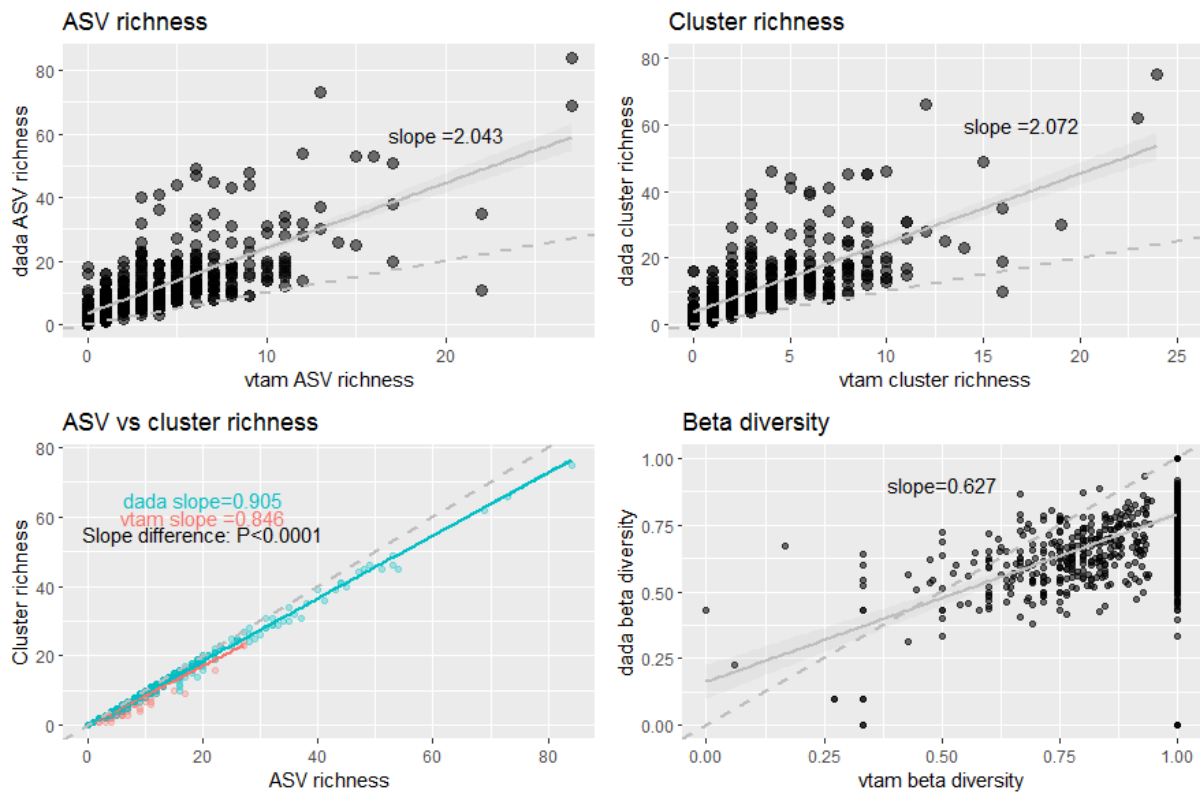 ASV richness
dada ASV richness
80
60
40
20
0
slope =2.043
0
10
20
vtam ASV richness
Cluster richness
dada cluster richness
80
60
40
20
0
slope =2.072
0
5
10
15
20
25
vtam cluster richness
ASV vs cluster richness
Cluster richness
80
60
40
20
0
dada slope=0.905
vtam slope =0.846
Slope difference: P<0.0001
0
20
40
60
80
ASV richness
Beta diversity
dada beta diversity
1.00
0.75
0.50
0.25
0.00
slope=0.627
0.00
0.25
0.50
0.75
1.00
vtam beta diversity